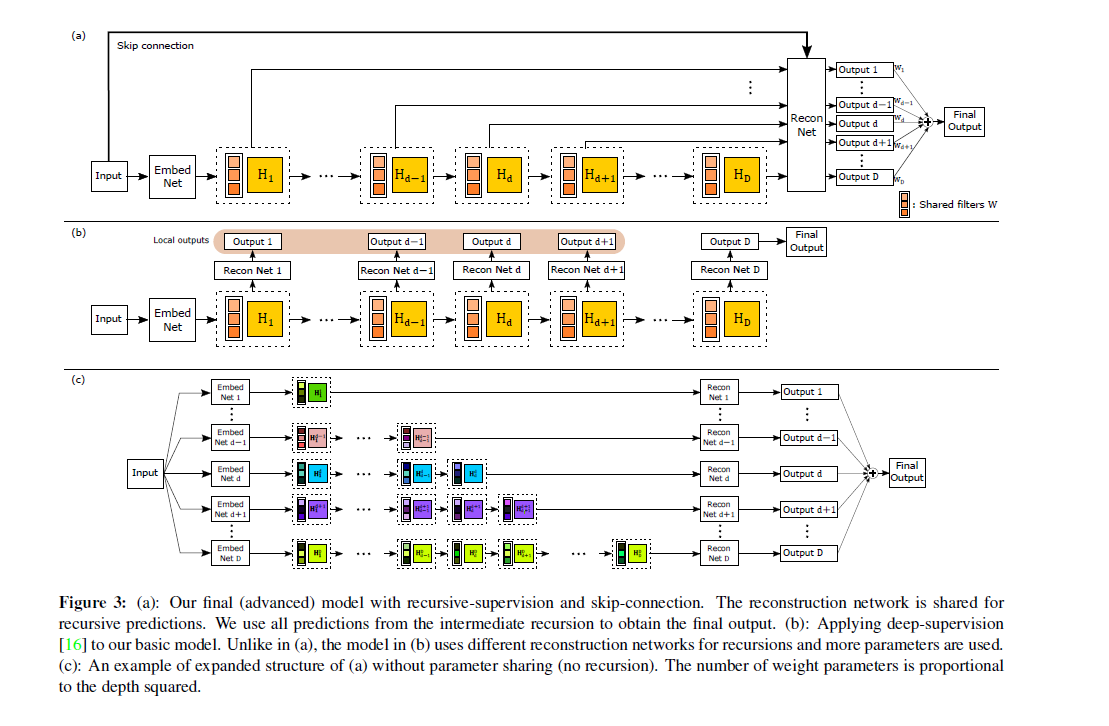 (a)
Skip connection
Input
Embed
Net
H1
...
Hd−1
Hd
Hd+1
...
HD
Recon
Net
Output 1
Output d−1
Output d
Output d+1
Output D
w1
wd−1
wd
wd+1
wD
Final
Output
: Shared filters W
(b)
Local outputs
Output 1
Output d−1
Output d
Output d+1
Output D
Final
Output
Recon Net 1
Recon Net d−1
Recon Net d
Recon Net d+1
Recon Net D
Input
Embed
Net
H1
...
Hd−1
Hd
Hd+1
...
HD
(c)
Input
Embed
Net 1
Recon
Net 1
Output 1
Embed
Net d−1
...
Recon
Net d−1
Output d−1
Embed
Net d
...
Recon
Net d
Output d
Embed
Net d+1
...
Recon
Net d+1
Output d+1
Embed
Net D
...
...
Recon
Net D
Output D
Final
Output
Figure 3: (a): Our final (advanced) model with recursive-supervision and skip-connection. The reconstruction network is shared for
recursive predictions. We use all predictions from the intermediate recursion to obtain the final output. (b): Applying deep-supervision
[16] to our basic model. Unlike in (a), the model in (b) uses different reconstruction networks for recursions and more parameters are used.
(c): An example of expanded structure of (a) without parameter sharing (no recursion). The number of weight parameters is proportional
to the depth squared.